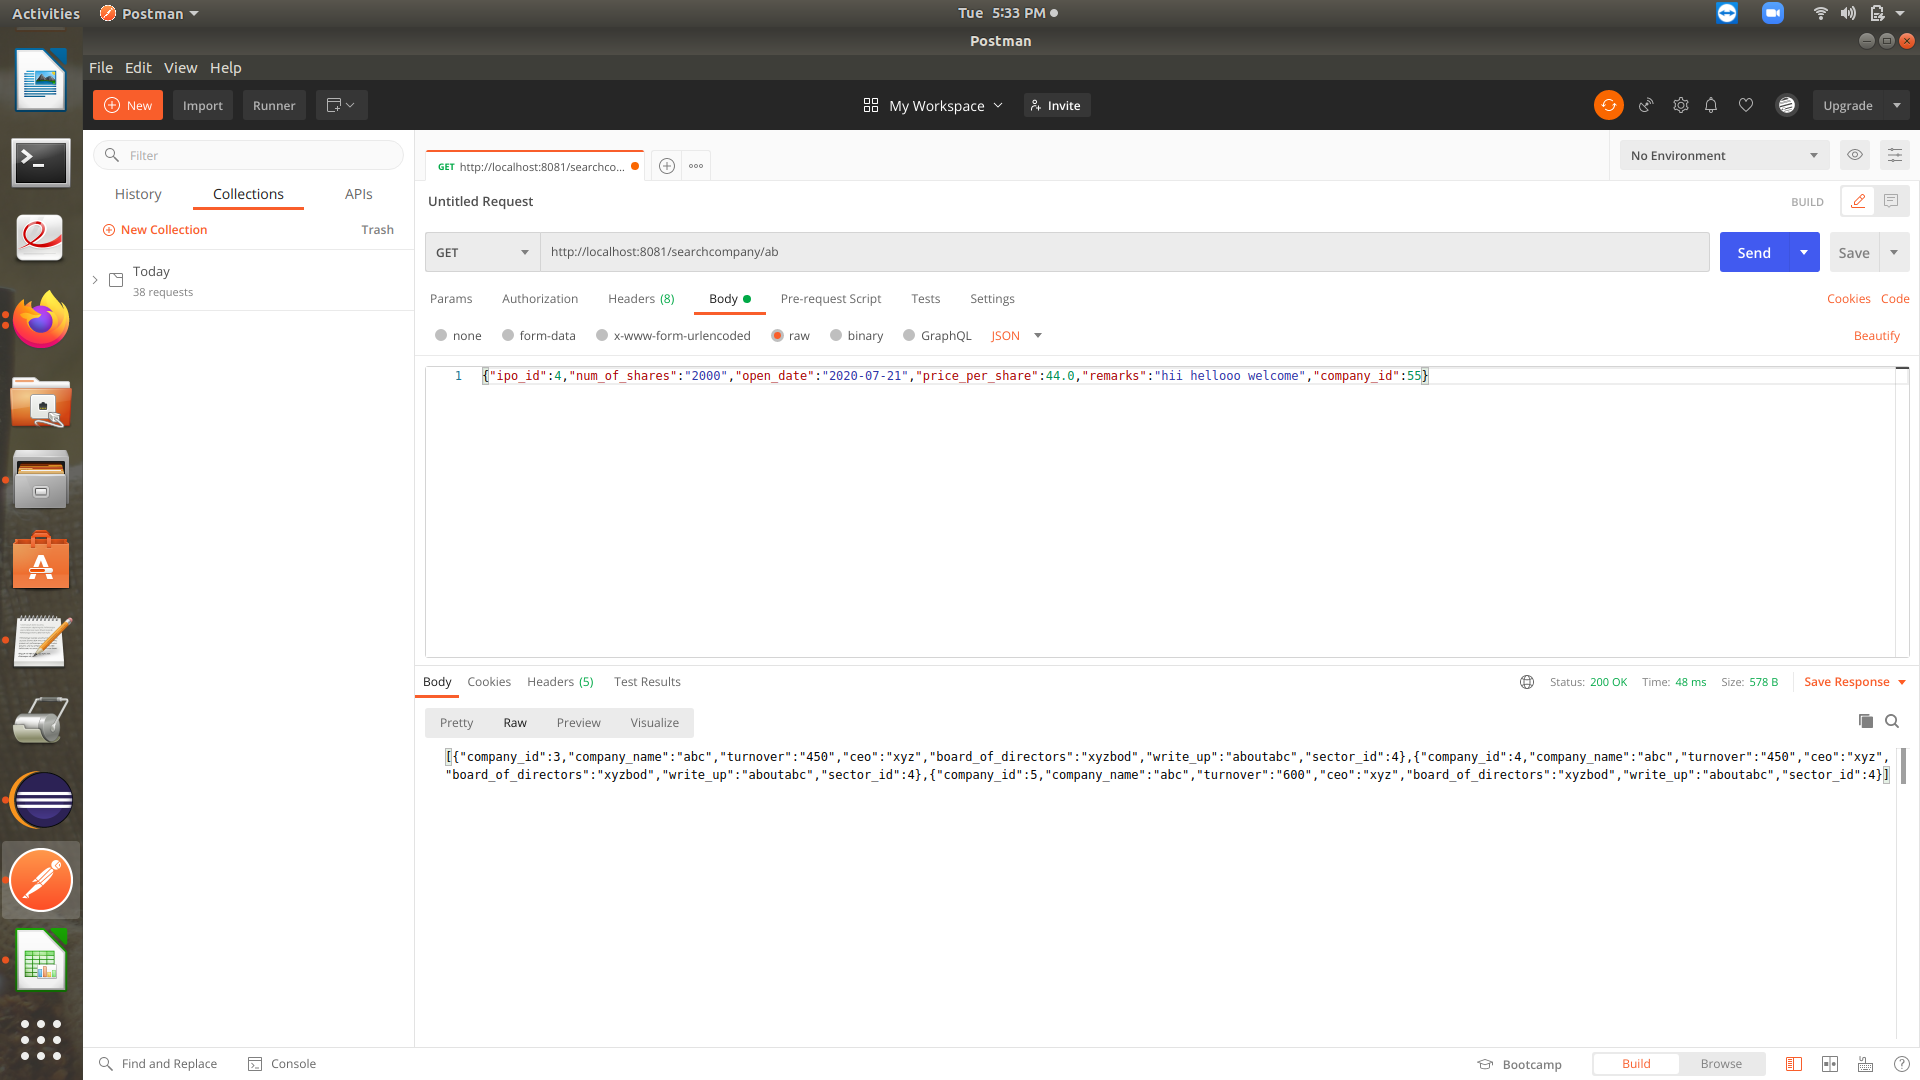 Activities Postman Tue 5:33 PM
Postman
File Edit View Help
New Import Runner My Workspace Invite Upgrade
Filter
History Collections APIs
New Collection Trash
Today
38 requests
GET http://localhost:8081/searchco... No Environment
Untitled Request BUILD
GET http://localhost:8081/searchcompany/ab Send Save
Params Authorization Headers (8) Body Pre-request Script Tests Settings Cookies Code
none form-data x-www-form-urlencoded raw binary GraphQL JSON Beautify
1 {"ipo_id":4,"num_of_shares":"2000","open_date":"2020-07-21","price_per_share":44.0,"remarks":"hii hellooo welcome","company_id":55}
Body Cookies Headers (5) Test Results Status: 200 OK Time: 48 ms Size: 578 B Save Response
Pretty Raw Preview Visualize
[{"company_id":3,"company_name":"abc","turnover":"450","ceo":"xyz","board_of_directors":"xyzbod","write_up":"aboutabc","sector_id":4},{"company_id":4,"company_name":"abc","turnover":"450","ceo":"xyz",
"board_of_directors":"xyzbod","write_up":"aboutabc","sector_id":4},{"company_id":5,"company_name":"abc","turnover":"600","ceo":"xyz","board_of_directors":"xyzbod","write_up":"aboutabc","sector_id":4}]
Find and Replace Console Bootcamp Build Browse